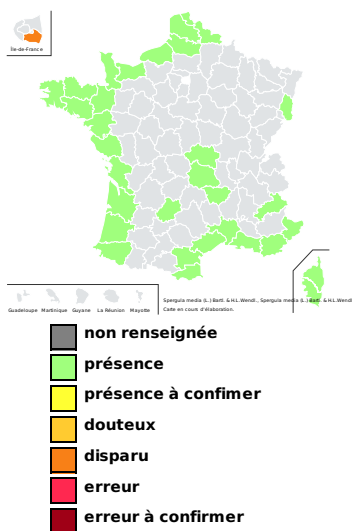 Île-de-France
Guadeloupe Martinique Guyane La Réunion Mayotte
Spergula media (L.) Bartl. & H.L.Wendl., Spergula media (L.) Bartl. & H.L.Wendl
Carte en cours d'élaboration.
non renseignée
présence
présence à confimer
douteux
disparu
erreur
erreur à confirmer